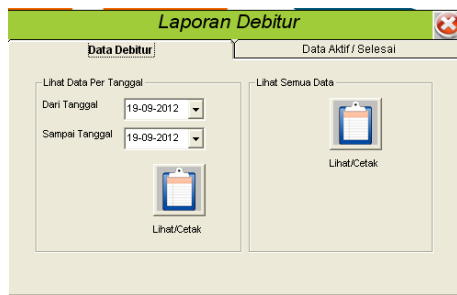 Laporan Debitur
Data Debitur
Data Aktif / Selesai
Lihat Data Per Tanggal
Dari Tanggal
19-09-2012
Sampai Tanggal
19-09-2012
Lihat/Cetak
Lihat Semua Data
Lihat/Cetak